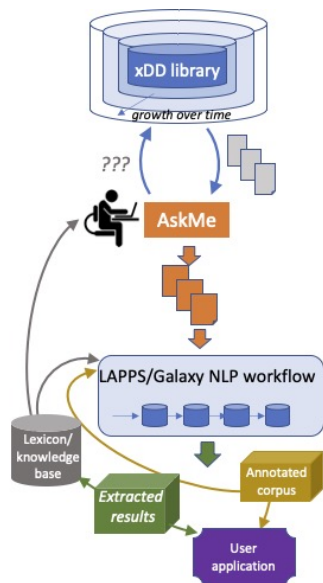 xDD library
growth over time
???
AskMe
LAPPS/Galaxy NLP workflow
Lexicon/
knowledge
base
Annotated
corpus
Extracted
results
User
application